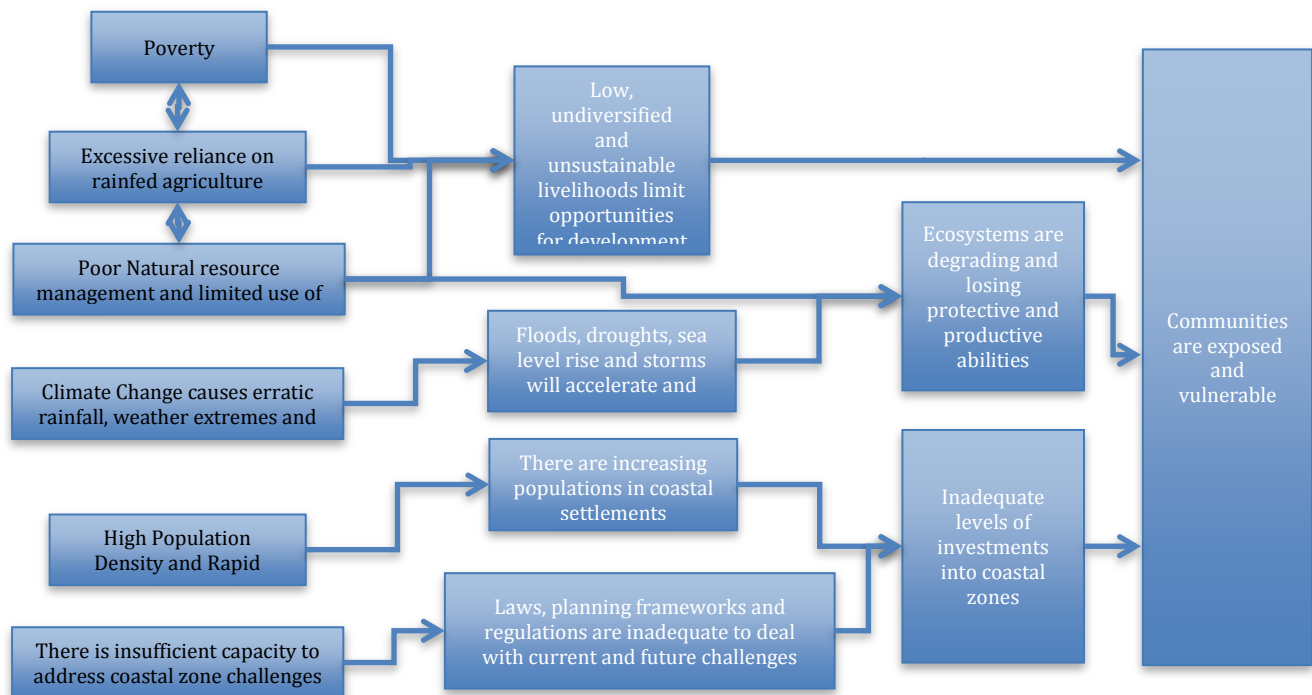 Poverty
Excessive reliance on
rainfed agriculture
Poor Natural resource
management and limited use of
Climate Change causes erratic
rainfall, weather extremes and
High Population
Density and Rapid
There is insufficient capacity to
address coastal zone challenges
Low,
undiversified
and
unsustainable
livelihoods limit
opportunities
for development
Floods, droughts, sea
level rise and storms
will accelerate and
There are increasing
populations in coastal
settlements
Laws, planning frameworks and
regulations are inadequate to deal
with current and future challenges
Ecosystems are
degrading and
losing
protective and
productive
abilities
Inadequate
levels of
investments
into coastal
zones
Communities
are exposed
and
vulnerable